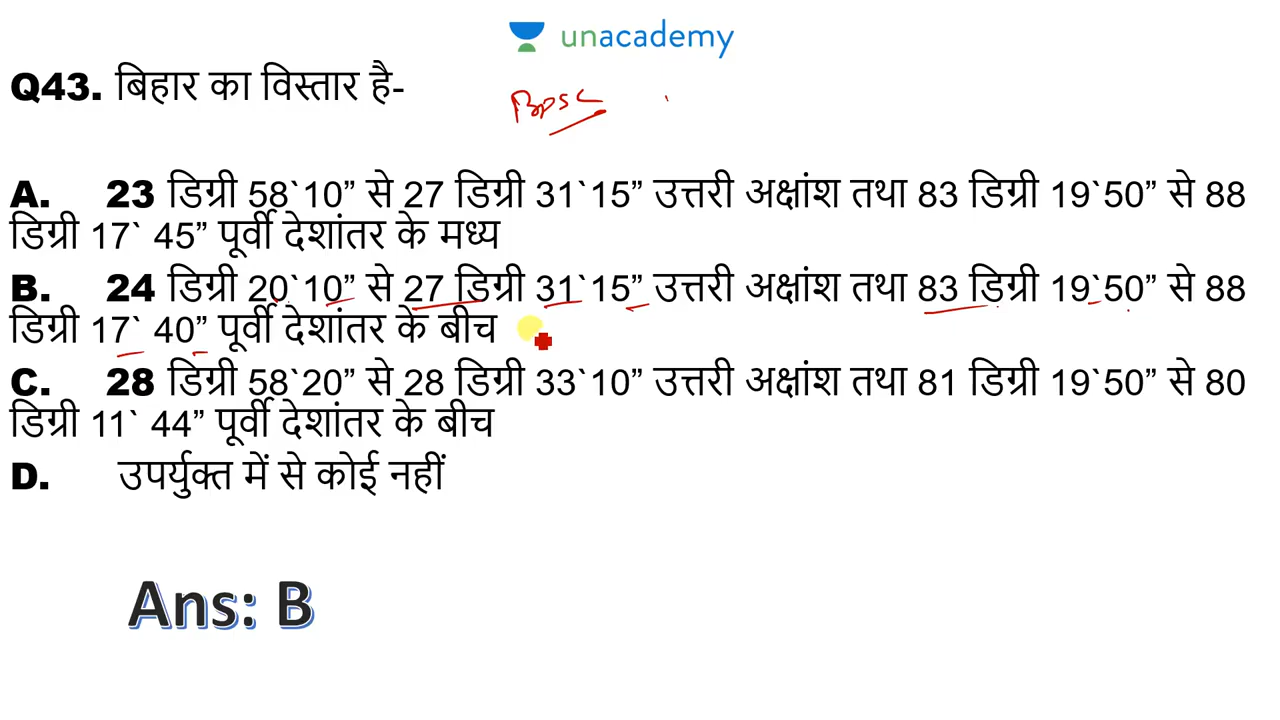 unacademy
Q43. बिहार का विस्तार है-
BPSC
A. 23 डिग्री 58`10” से 27 डिग्री 31`15” उत्तरी अक्षांश तथा 83 डिग्री 19`50” से 88
डिग्री 17` 45” पूर्वी देशांतर के मध्य
B. 24 डिग्री 20`10” से 27 डिग्री 31`15” उत्तरी अक्षांश तथा 83 डिग्री 19`50” से 88
डिग्री 17` 40” पूर्वी देशांतर के बीच
C. 28 डिग्री 58`20” से 28 डिग्री 33`10” उत्तरी अक्षांश तथा 81 डिग्री 19`50” से 80
डिग्री 11` 44” पूर्वी देशांतर के बीच
D. उपर्युक्त में से कोई नहीं
Ans: B